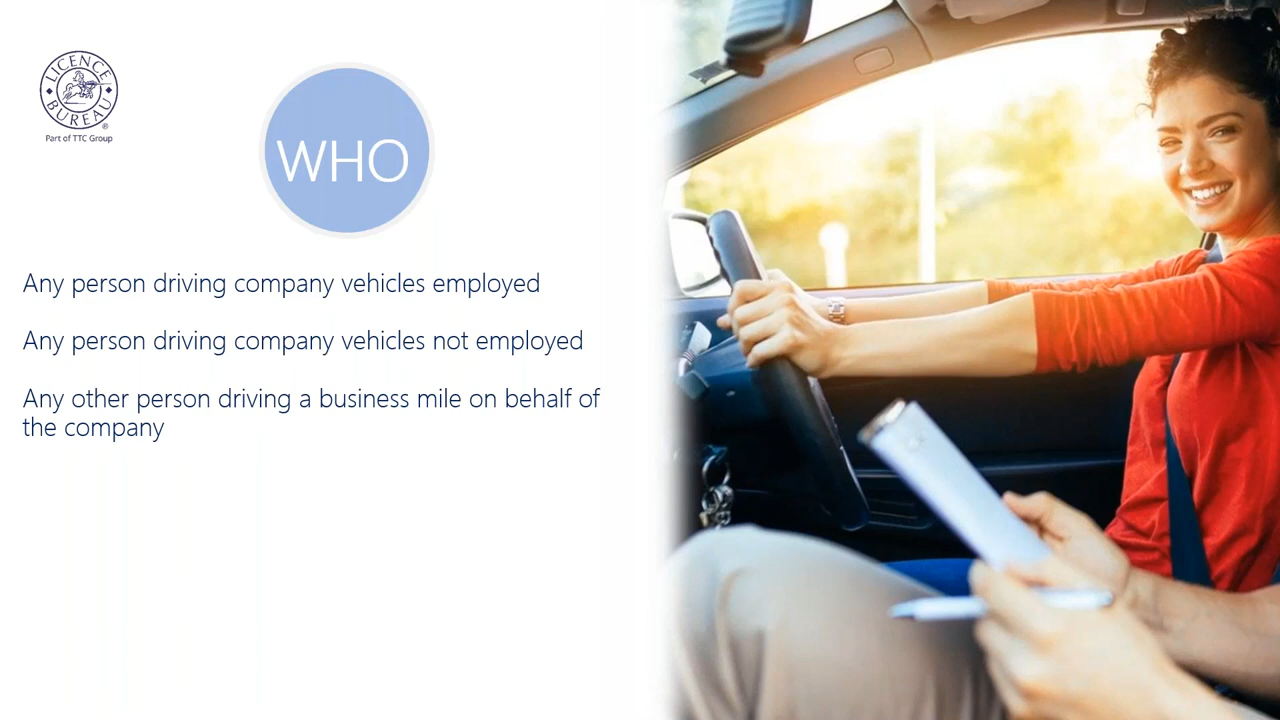 LICENCE
BUREAU
®
Part of TTC Group
WHO
Any person driving company vehicles employed
Any person driving company vehicles not employed
Any other person driving a business mile on behalf of
the company